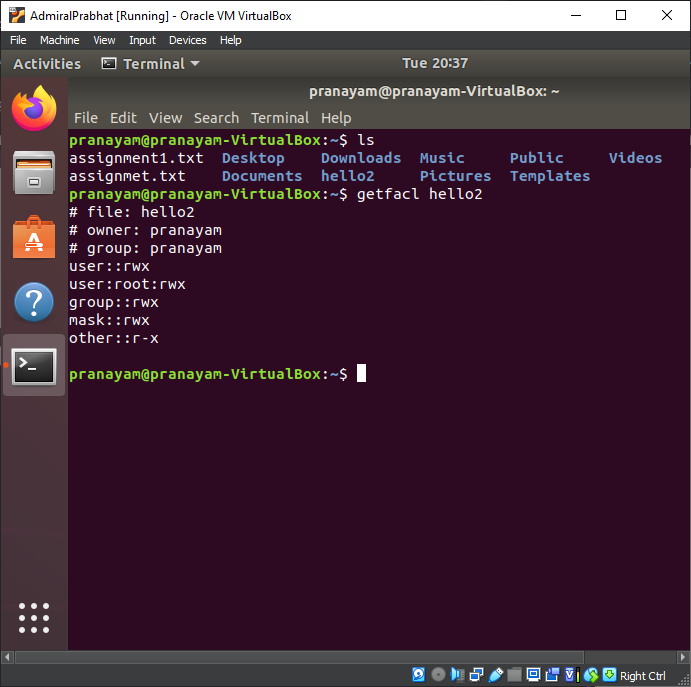 AdmiralPrabhat [Running] - Oracle VM VirtualBox
File Machine View Input Devices Help
Activities Terminal Tue 20:37
pranayam@pranayam-VirtualBox: ~
File Edit View Search Terminal Help
pranayam@pranayam-VirtualBox:~$ ls
assignment1.txt Desktop Downloads Music Public Videos
assignmet.txt Documents hello2 Pictures Templates
pranayam@pranayam-VirtualBox:~$ getfacl hello2
# file: hello2
# owner: pranayam
# group: pranayam
user::rwx
user:root:rwx
group::rwx
mask::rwx
other::r-x
pranayam@pranayam-VirtualBox:~$
Right Ctrl